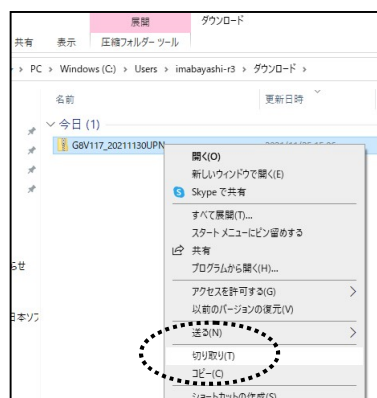 展開 ダウンロード
共有 表示 圧縮フォルダー ツール
› PC › Windows (C:) › Users › imabayashi-r3 › ダウンロード ›
名前 更新日時
今日 (1)
G8V117_20211130UPN
開く(O)
新しいウィンドウで開く(E)
Skype で共有
すべて展開(T)...
スタート メニューにピン留めする
共有
プログラムから開く(H)...
アクセスを許可する(G)
以前のバージョンの復元(V)
送る(N)
切り取り(T)
コピー(C)
ショートカットの作成(S)
らせ
日本ソフ